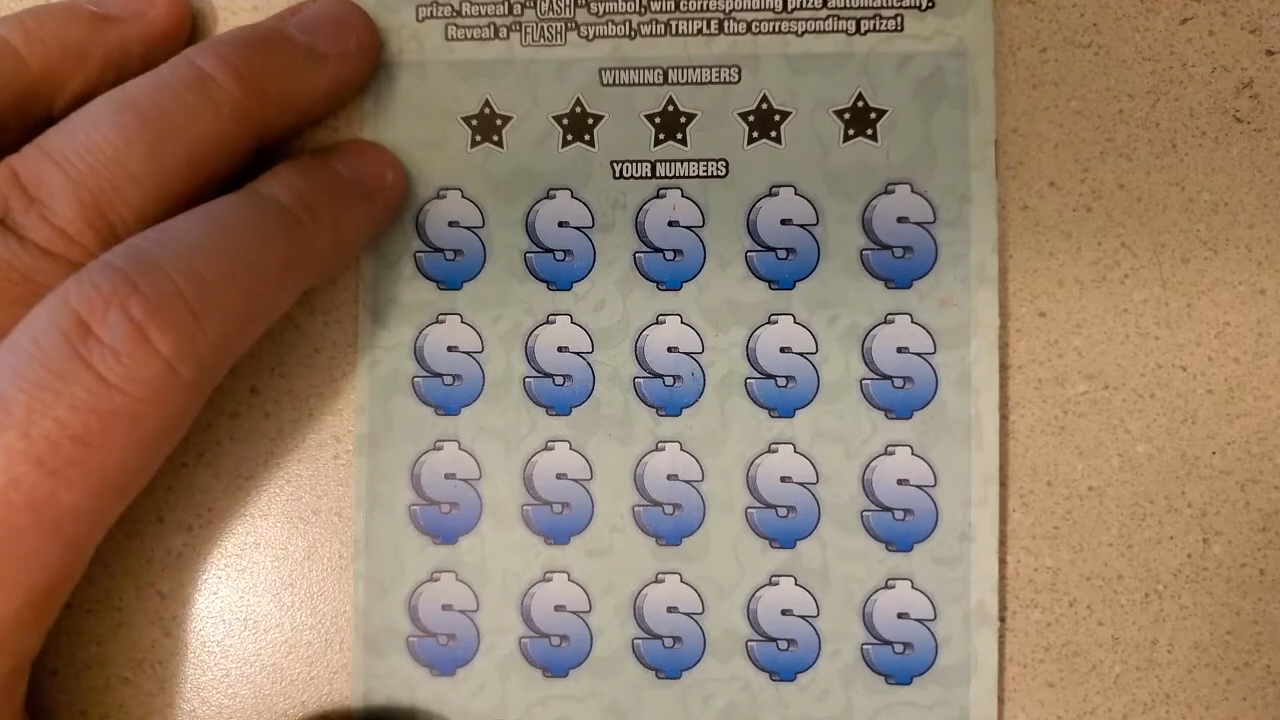 prize. Reveal a "CASH" symbol, win corresponding prize automatically.
Reveal a "FLASH" symbol, win TRIPLE the corresponding prize!
WINNING NUMBERS
YOUR NUMBERS
$ $ $ $ $
$ $ $ $ $
$ $ $ $ $
$ $ $ $ $